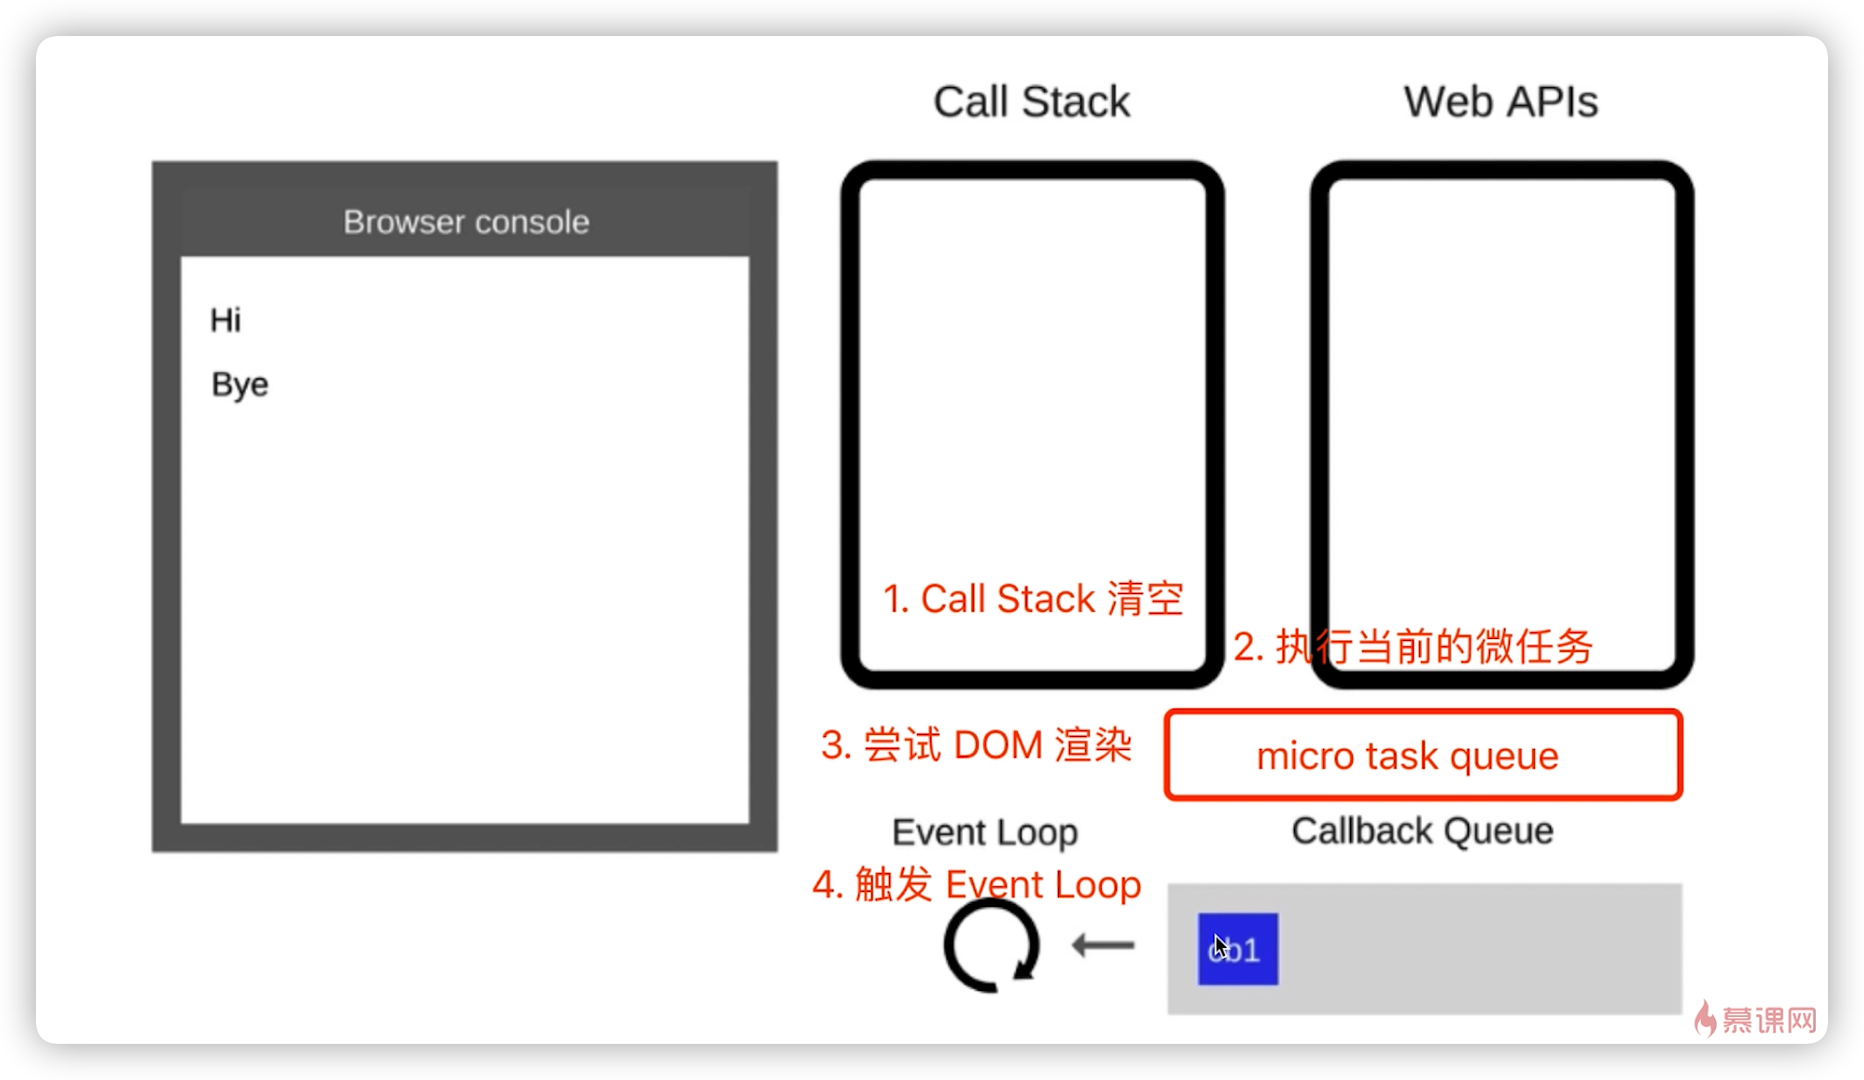 Call Stack
Web APIs
Browser console
Hi
Bye
1. Call Stack 清空
2. 执行当前的微任务
3. 尝试 DOM 渲染
micro task queue
Event Loop
Callback Queue
4. 触发 Event Loop
cb1
慕课网